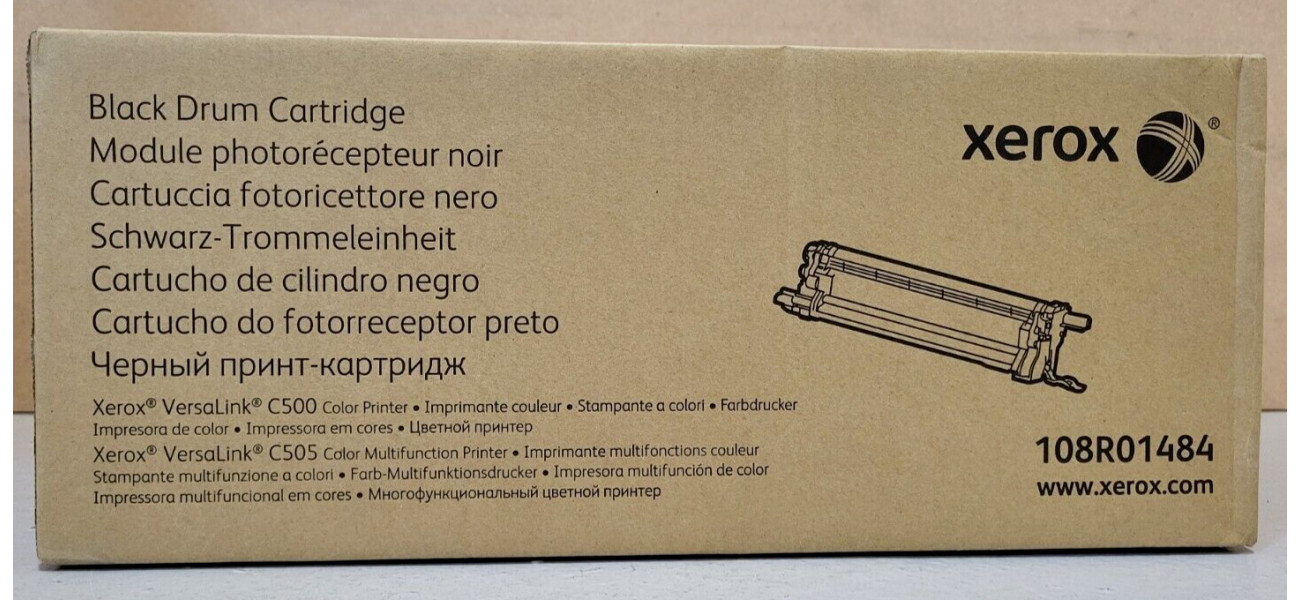 Black Drum Cartridge
Module photorécepteur noir
Cartuccia fotoricettore nero
Schwarz-Trommeleinheit
Cartucho de cilindro negro
Cartucho do fotorreceptor preto
Черный принт-картридж
Xerox® VersaLink® C500 Color Printer • Imprimante couleur • Stampante a colori • Farbdrucker
Impresora de color • Impressora em cores • Цветной принтер
Xerox® VersaLink® C505 Color Multifunction Printer • Imprimante multifonctions couleur
Stampante multifunzione a colori • Farb-Multifunktionsdrucker • Impresora multifunción de color
Impressora multifuncional em cores • Многофункциональный цветной принтер
xerox ®
108R01484
www.xerox.com